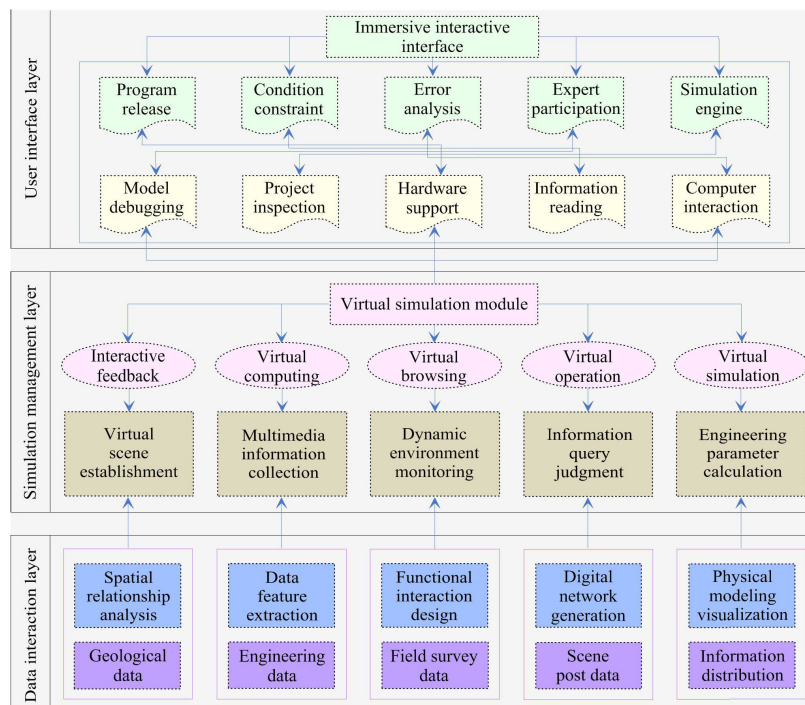 User interface layer
Immersive interactive
interface
Program
release
Condition
constraint
Error
analysis
Expert
participation
Simulation
engine
Model
debugging
Project
inspection
Hardware
support
Information
reading
Computer
interaction
Simulation management layer
Virtual simulation module
Interactive
feedback
Virtual
computing
Virtual
browsing
Virtual
operation
Virtual
simulation
Virtual
scene
establishment
Multimedia
information
collection
Dynamic
environment
monitoring
Information
query
judgment
Engineering
parameter
calculation
Data interaction layer
Spatial
relationship
analysis
Data
feature
extraction
Functional
interaction
design
Digital
network
generation
Physical
modeling
visualization
Geological
data
Engineering
data
Field survey
data
Scene
post data
Information
distribution